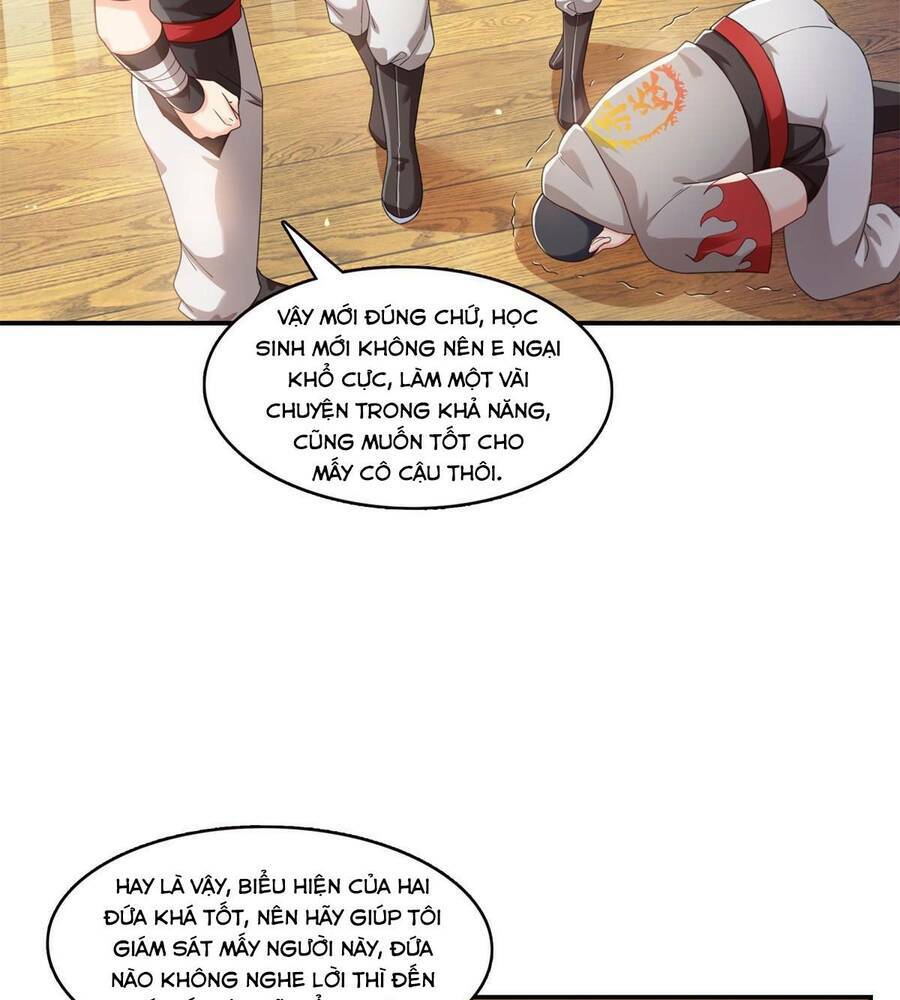 VẬY MỚI ĐÚNG CHỨ, HỌC
SINH MỚI KHÔNG NÊN E NGẠI
KHỔ CỰC, LÀM MỘT VÀI
CHUYỆN TRONG KHẢ NĂNG,
CŨNG MUỐN TỐT CHO
MẤY CÔ CẬU THÔI.
HAY LÀ VẬY, BIỂU HIỆN CỦA HAI
ĐỨA KHÁ TỐT, NÊN HÃY GIÚP TÔI
GIÁM SÁT MẤY NGƯỜI NÀY, ĐỨA
NÀO KHÔNG NGHE LỜI THÌ ĐẾN